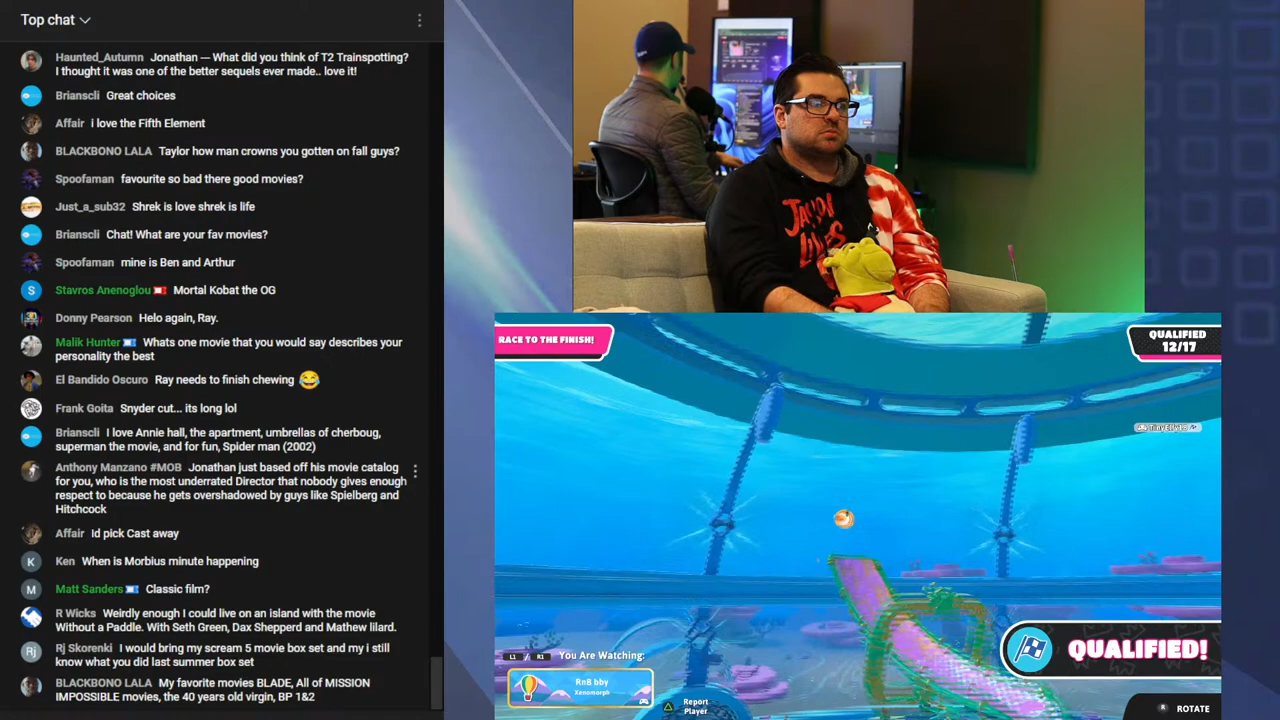 Top chat
Haunted_Autumn Jonathan --- What did you think of T2 Trainspotting?
I thought it was one of the better sequels ever made.. love it!
Brianscli Great choices
Affair i love the Fifth Element
BLACKBONO LALA Taylor how man crowns you gotten on fall guys?
Spoofaman favourite so bad there good movies?
Just_a_sub32 Shrek is love shrek is life
Brianscli Chat! What are your fav movies?
Spoofaman mine is Ben and Arthur
Stavros Anenoglou Mortal Kobat the OG
Donny Pearson Helo again, Ray.
Malik Hunter Whats one movie that you would say describes your
personality the best
El Bandido Oscuro Ray needs to finish chewing 😂
Frank Goita Snyder cut... its long lol
Brianscli I love Annie hall, the apartment, umbrellas of cherboug,
superman the movie, and for fun, Spider man (2002)
Anthony Manzano #MOB Jonathan just based off his movie catalog
for you, who is the most underrated Director that nobody gives enough
respect to because he gets overshadowed by guys like Spielberg and
Hitchcock
Affair Id pick Cast away
K
Ken When is Morbius minute happening
M
Matt Sanders Classic film?
R Wicks Weirdly enough I could live on an island with the movie
Without a Paddle. With Seth Green, Dax Shepperd and Mathew lilard.
Rj
Rj Skorenki I would bring my scream 5 movie box set and my i still
know what you did last summer box set
BLACKBONO LALA My favorite movies BLADE, All of MISSION
IMPOSSIBLE movies, the 40 years old virgin, BP 1&2
S
RACE TO THE FINISH!
QUALIFIED
12/17
QUALIFIED!
L1 / R1 You Are Watching:
RnB bby
Xenomorph
Report
Player
R ROTATE